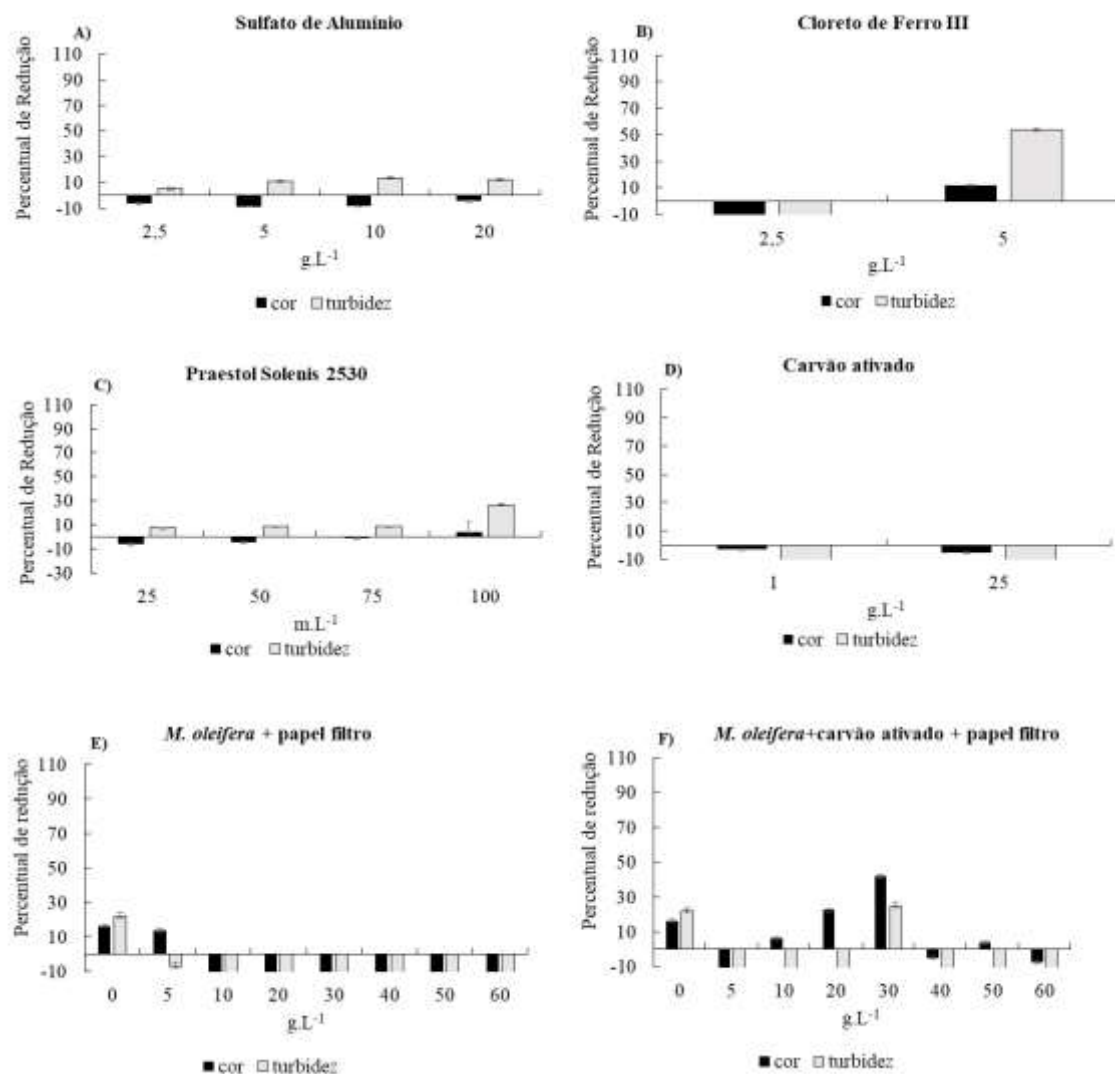 A) Sulfato de Alumínio
Percentual de Redução
110
90
70
50
30
10
-10
2.5 5 10 20
g.L-1
cor turbidez
B) Cloreto de Ferro III
Percentual de Redução
110
90
70
50
30
10
-10
2.5 5
g.L-1
cor turbidez
C) Praestol Solenis 2530
Percentual de Redução
110
90
70
50
30
10
-10
-30
25 50 75 100
m.L-1
cor turbidez
D) Carvão ativado
Percentual de Redução
110
90
70
50
30
10
-10
1 25
g.L-1
cor turbidez
E) M. oleifera + papel filtro
Percentual de redução
110
90
70
50
30
10
-10
0 5 10 20 30 40 50 60
g.L-1
cor turbidez
F) M. oleifera+carvão ativado + papel filtro
Percentual de redução
110
90
70
50
30
10
-10
0 5 10 20 30 40 50 60
g.L-1
cor turbidez